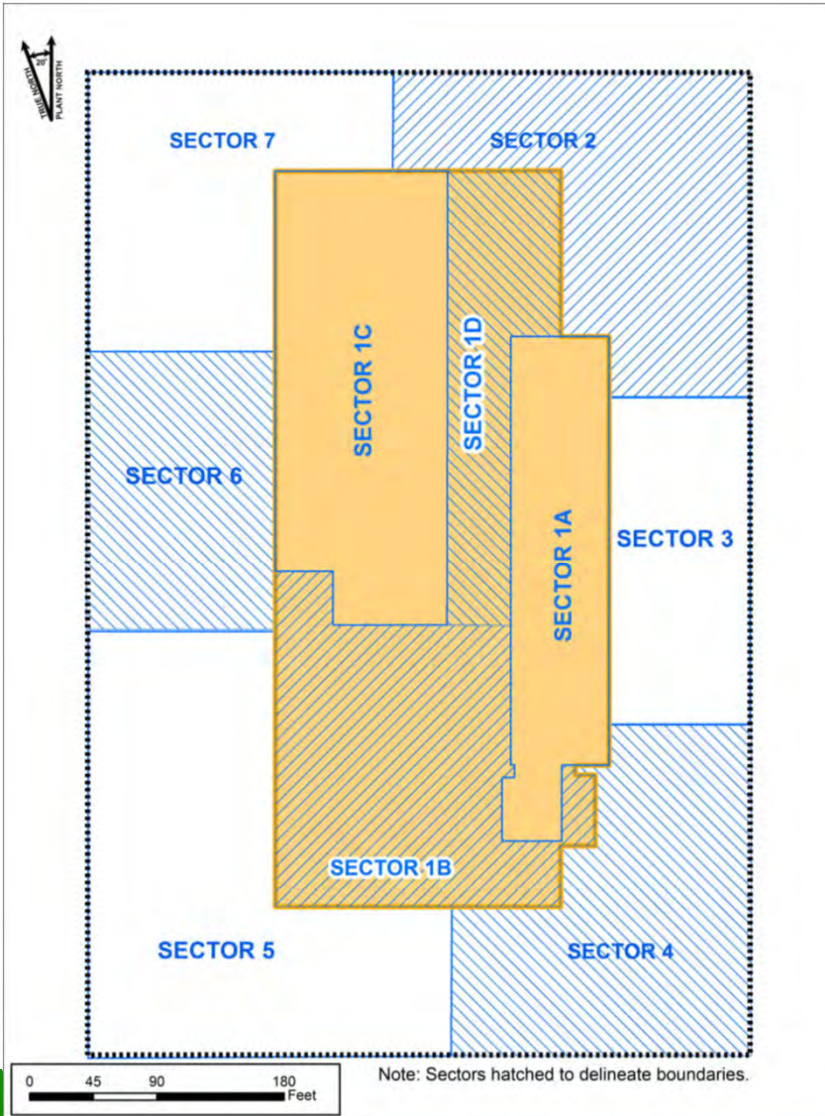 20°
TRUE NORTH
PLANT NORTH
SECTOR 7
SECTOR 2
SECTOR 1C
SECTOR 1D
SECTOR 6
SECTOR 1A
SECTOR 3
SECTOR 1B
SECTOR 5
SECTOR 4
0 45 90 180
Feet
Note: Sectors hatched to delineate boundaries.